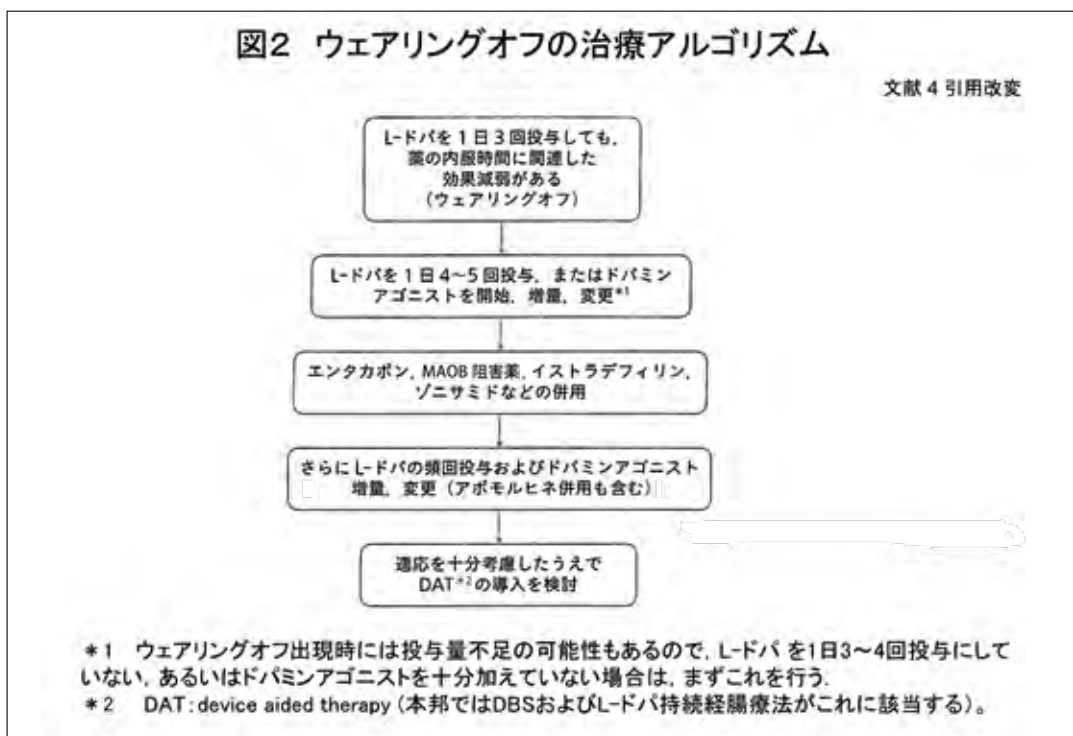 図2 ウェアリングオフの治療アルゴリズム
文献 4 引用改変
L-ドパを 1 日 3 回投与しても,
薬の内服時間に関連した
効果減弱がある
(ウェアリングオフ)
L-ドパを 1 日 4~5 回投与, またはドパミン
アゴニストを開始, 増量, 変更*1
エンタカポン, MAOB 阻害薬, イストラデフィリン,
ゾニサミドなどの併用
さらに L-ドパの頻回投与およびドパミンアゴニスト
増量, 変更 (アポモルヒネ併用も含む)
適応を十分考慮したうえで
DAT*2の導入を検討
*1 ウェアリングオフ出現時には投与量不足の可能性もあるので, L-ドパ を1日3~4回投与にして
いない, あるいはドパミンアゴニストを十分加えていない場合は, まずこれを行う.
*2 DAT:device aided therapy (本邦ではDBSおよびL-ドパ持続経腸療法がこれに該当する)。